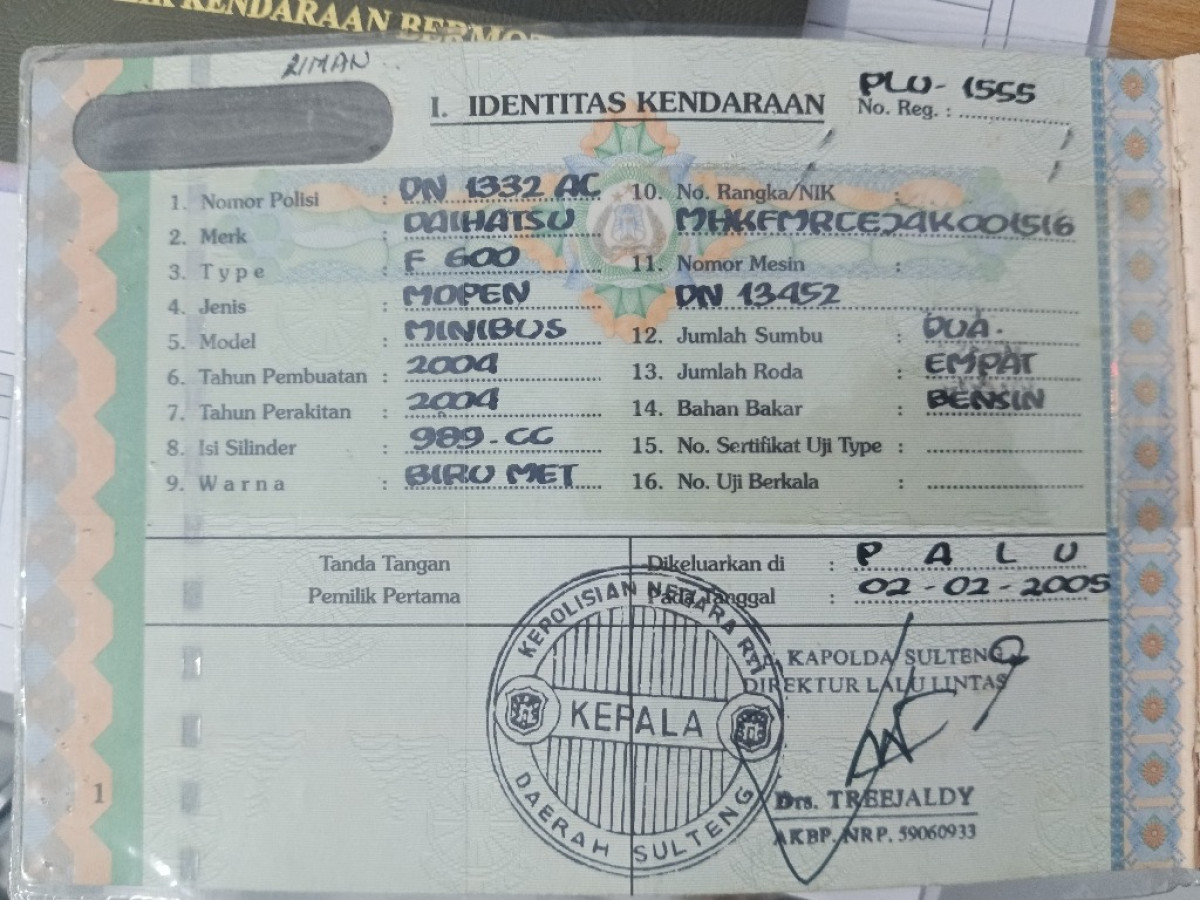 KENDARAAN BERMOT
RIMAN
I. IDENTITAS KENDARAAN
PLU - 1555
No. Reg. :
1. Nomor Polisi : DN 1332 AC
2. Merk : DAIHATSU
3. Type : F 600
4. Jenis : MOPEN
5. Model : MINIBUS
6. Tahun Pembuatan : 2004
7. Tahun Perakitan : 2004
8. Isi Silinder : 989 - CC
9. Warna : BIRU MET
10. No. Rangka/NIK :
MHKFMRCEJ4K001516
11. Nomor Mesin :
DN 13452
12. Jumlah Sumbu : DUA.
13. Jumlah Roda : EMPAT
14. Bahan Bakar : BENSIN
15. No. Sertifikat Uji Type :
16. No. Uji Berkala :
Tanda Tangan
Pemilik Pertama
Dikeluarkan di : PALU
Pada Tanggal : 02-02-2005
KEPOLISIAN NEGARA R.I
KEPALA
DAERAH SULTENG
KAPOLDA SULTENG
DIREKTUR LALU LINTAS
Drs. TREEJALDY
AKBP. NRP. 59060933
1